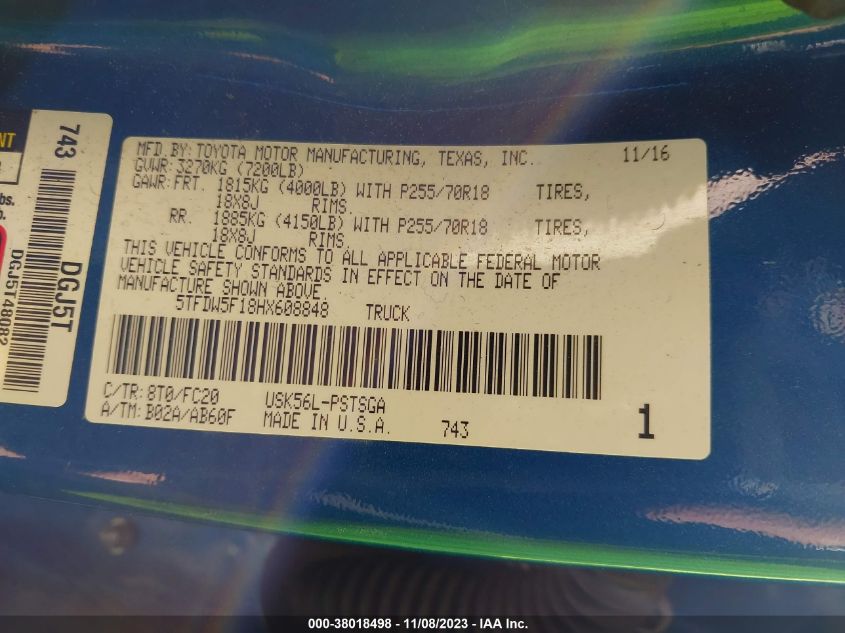 MFD BY:TOYOTA MOTOR MANUFACTURING, TEXAS, INC. 11/16
GVWR:3270KG (7200LB)
GAWR:FRT. 1815KG (4000LB) WITH P255/70R18 TIRES,
18X8J RIMS,
RR. 1885KG (4150LB) WITH P255/70R18 TIRES,
18X8J RIMS,
THIS VEHICLE CONFORMS TO ALL APPLICABLE FEDERAL MOTOR
VEHICLE SAFETY STANDARDS IN EFFECT ON THE DATE OF
MANUFACTURE SHOWN ABOVE.
5TFDW5F18HX608848 TRUCK
C/TR:8T0/FC20 USK56L-PSTSGA
A/TM:B02A/AB60F MADE IN U.S.A. 743 1
743
DGJ5T
DGJ5T48082
NT
bs.
p.
000-38018498 - 11/08/2023 - IAA Inc.